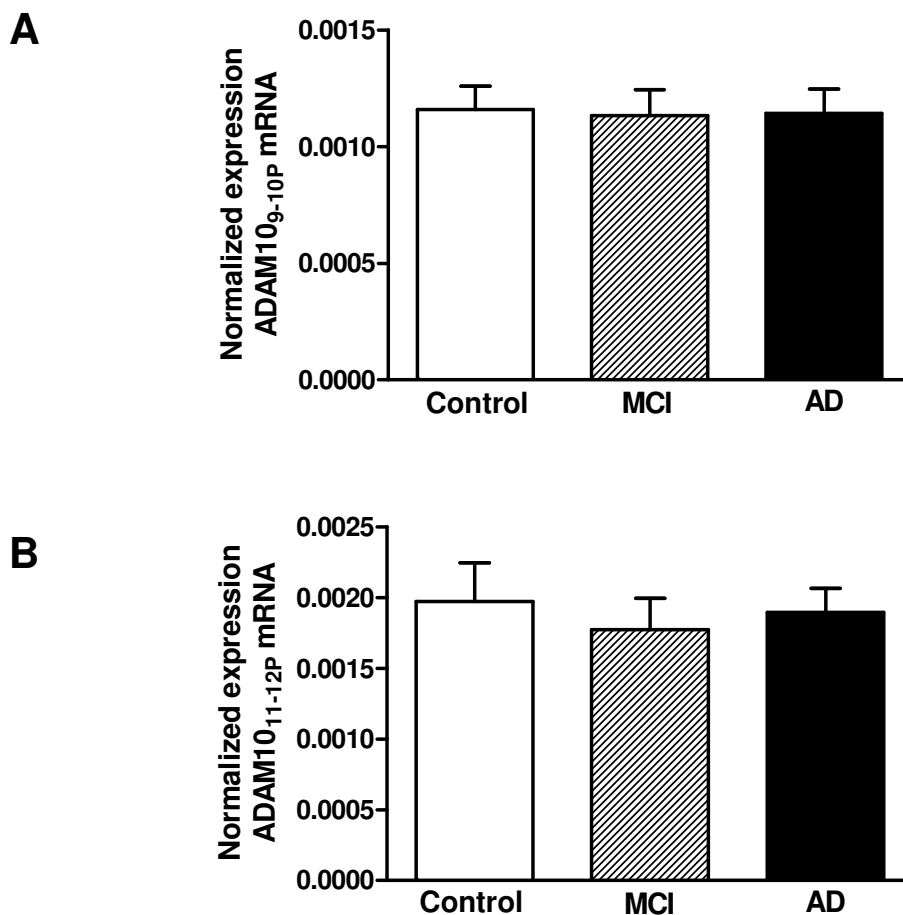 A
Normalized expression
ADAM109-10P mRNA
0.0015
0.0010
0.0005
0.0000
Control MCI AD
B
Normalized expression
ADAM1011-12P mRNA
0.0025
0.0020
0.0015
0.0010
0.0005
0.0000
Control MCI AD